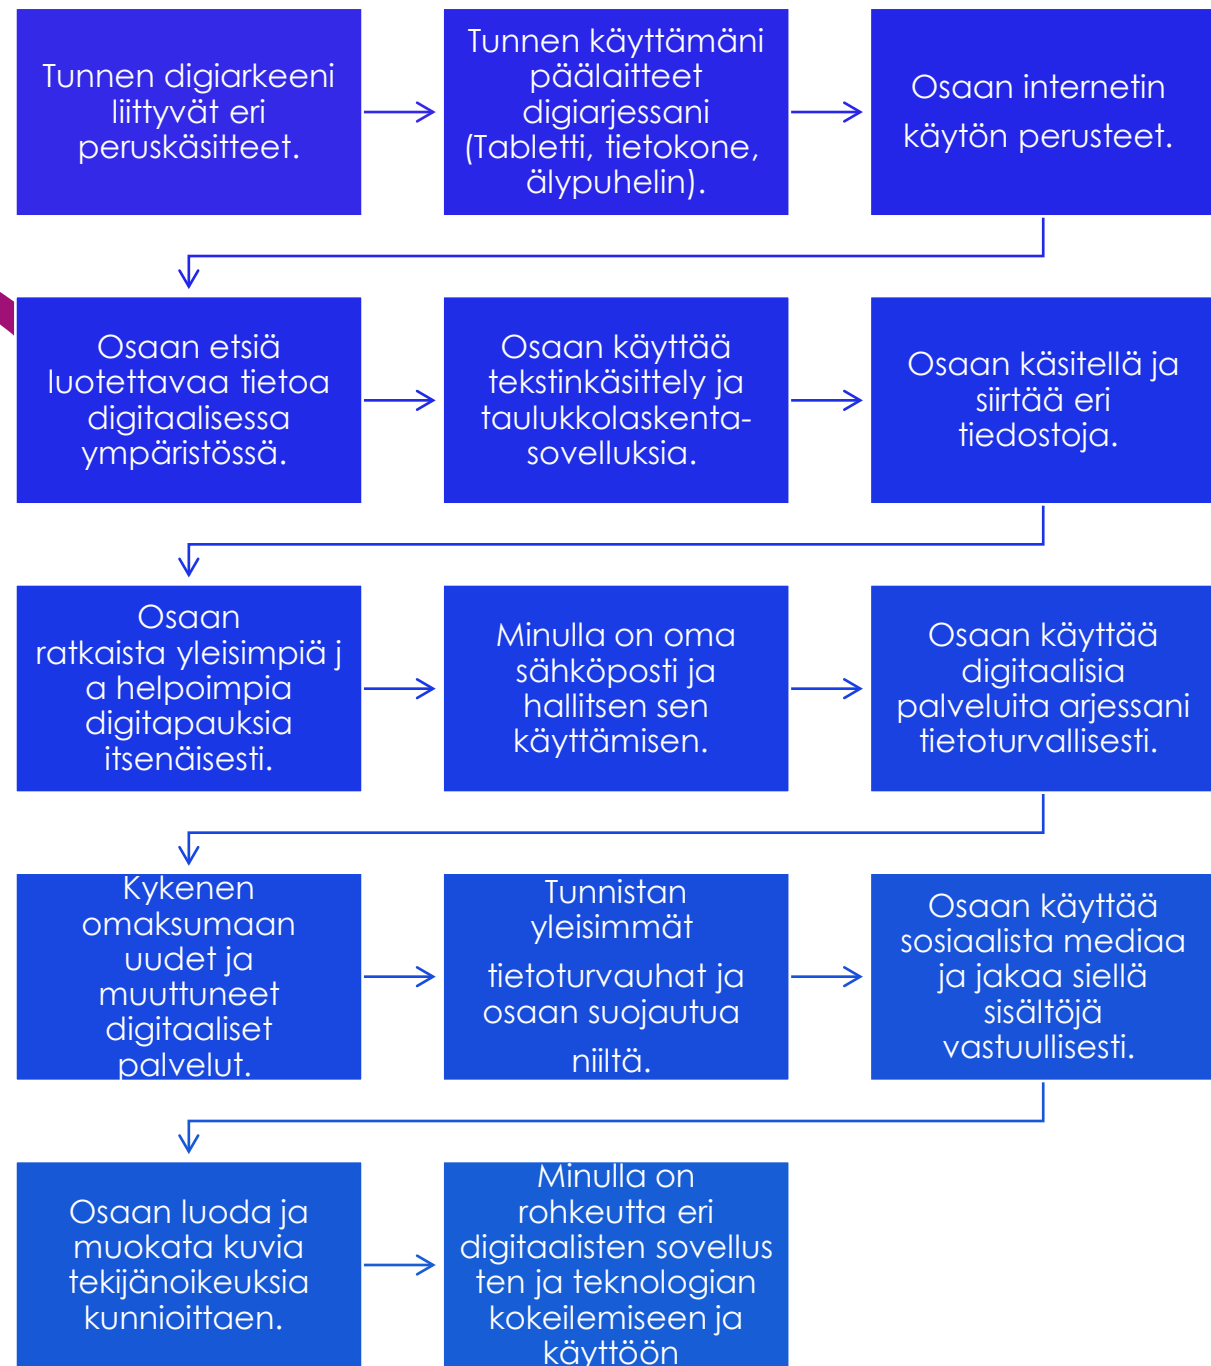 Tunnen digiarkeeni
liittyvät eri
peruskäsitteet.
Tunnen käyttämäni
päälaitteet
digiarjessani
(Tabletti, tietokone,
älypuhelin).
Osaan internetin
käytön perusteet.
Osaan etsiä
luotettavaa tietoa
digitaalisessa
ympäristössä.
Osaan käyttää
tekstinkäsittely ja
taulukkolaskenta-
sovelluksia.
Osaan käsitellä ja
siirtää eri
tiedostoja.
Osaan
ratkaista yleisimpiä j
a helpoimpia
digitapauksia
itsenäisesti.
Minulla on oma
sähköposti ja
hallitsen sen
käyttämisen.
Osaan käyttää
digitaalisia
palveluita arjessani
tietoturvallisesti.
Kykenen
omaksumaan
uudet ja
muuttuneet
digitaaliset
palvelut.
Tunnistan
yleisimmät
tietoturvauhat ja
osaan suojautua
niiltä.
Osaan käyttää
sosiaalista mediaa
ja jakaa siellä
sisältöjä
vastuullisesti.
Osaan luoda ja
muokata kuvia
tekijänoikeuksia
kunnioittaen.
Minulla on
rohkeutta eri
digitaalisten sovellus
ten ja teknologian
kokeilemiseen ja
käyttöön